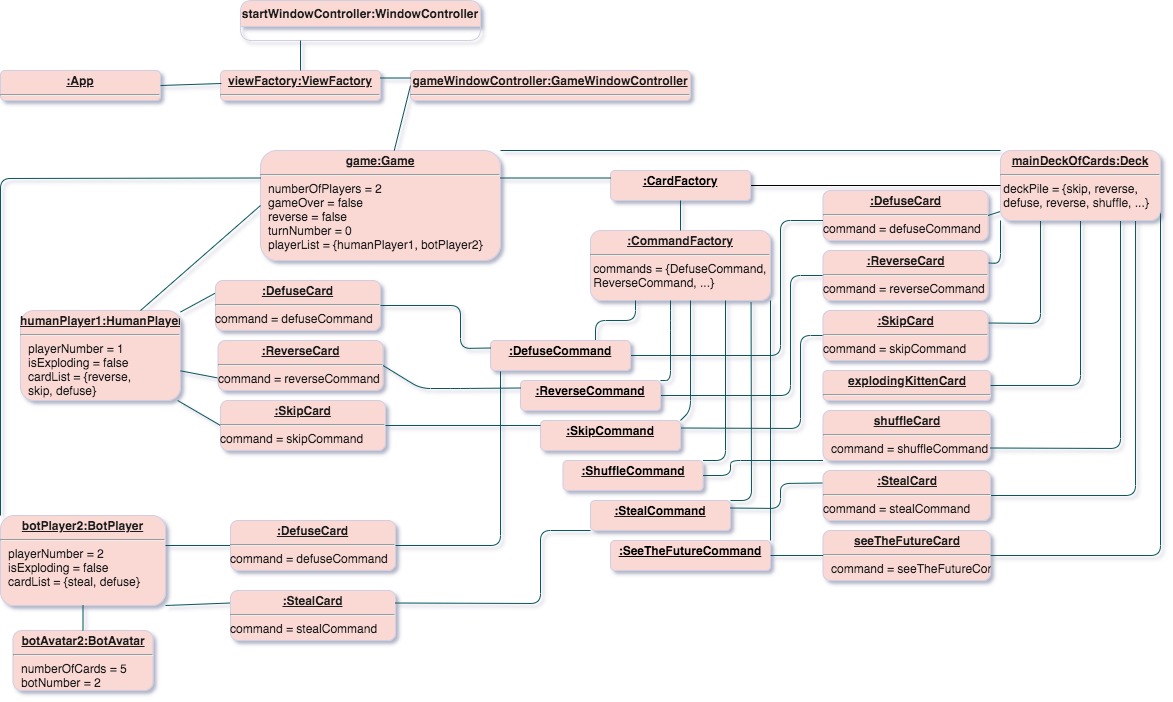 startWindowController:WindowController
:App
viewFactory:ViewFactory
gameWindowController:GameWindowController
game:Game
numberOfPlayers = 2
gameOver = false
reverse = false
turnNumber = 0
playerList = {humanPlayer1, botPlayer2}
:CardFactory
mainDeckOfCards:Deck
deckPile = {skip, reverse,
defuse, reverse, shuffle, ...}
:CommandFactory
commands = {DefuseCommand,
ReverseCommand, ...}
:DefuseCard
command = defuseCommand
:ReverseCard
command = reverseCommand
:SkipCard
command = skipCommand
explodingKittenCard
shuffleCard
command = shuffleCommand
:StealCard
command = stealCommand
seeTheFutureCard
command = seeTheFutureCor
humanPlayer1:HumanPlayer
playerNumber = 1
isExploding = false
cardList = {reverse,
skip, defuse}
:DefuseCard
command = defuseCommand
:ReverseCard
command = reverseCommand
:SkipCard
command = skipCommand
:DefuseCommand
:ReverseCommand
:SkipCommand
:ShuffleCommand
:StealCommand
:SeeTheFutureCommand
botPlayer2:BotPlayer
playerNumber = 2
isExploding = false
cardList = {steal, defuse}
:DefuseCard
command = defuseCommand
:StealCard
command = stealCommand
botAvatar2:BotAvatar
numberOfCards = 5
botNumber = 2